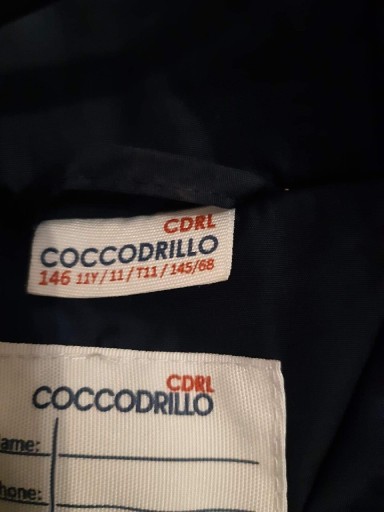 CDRL
COCCODRILLO
146 11Y/11/T11/145/68
CDRL
COCCODRILLO
ame:
hone: